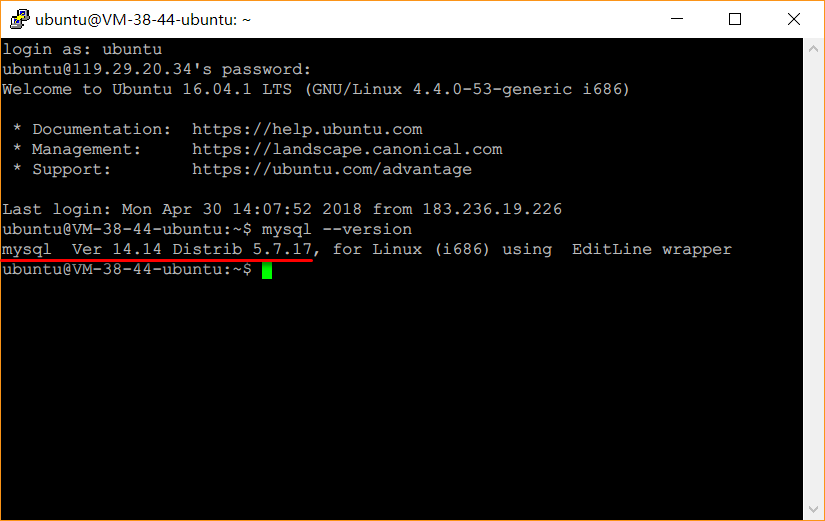 ubuntu@VM-38-44-ubuntu: ~
login as: ubuntu
ubuntu@119.29.20.34's password:
Welcome to Ubuntu 16.04.1 LTS (GNU/Linux 4.4.0-53-generic i686)
* Documentation:  https://help.ubuntu.com
* Management:     https://landscape.canonical.com
* Support:        https://ubuntu.com/advantage
Last login: Mon Apr 30 14:07:52 2018 from 183.236.19.226
ubuntu@VM-38-44-ubuntu:~$ mysql --version
mysql  Ver 14.14 Distrib 5.7.17, for Linux (i686) using  EditLine wrapper
ubuntu@VM-38-44-ubuntu:~$